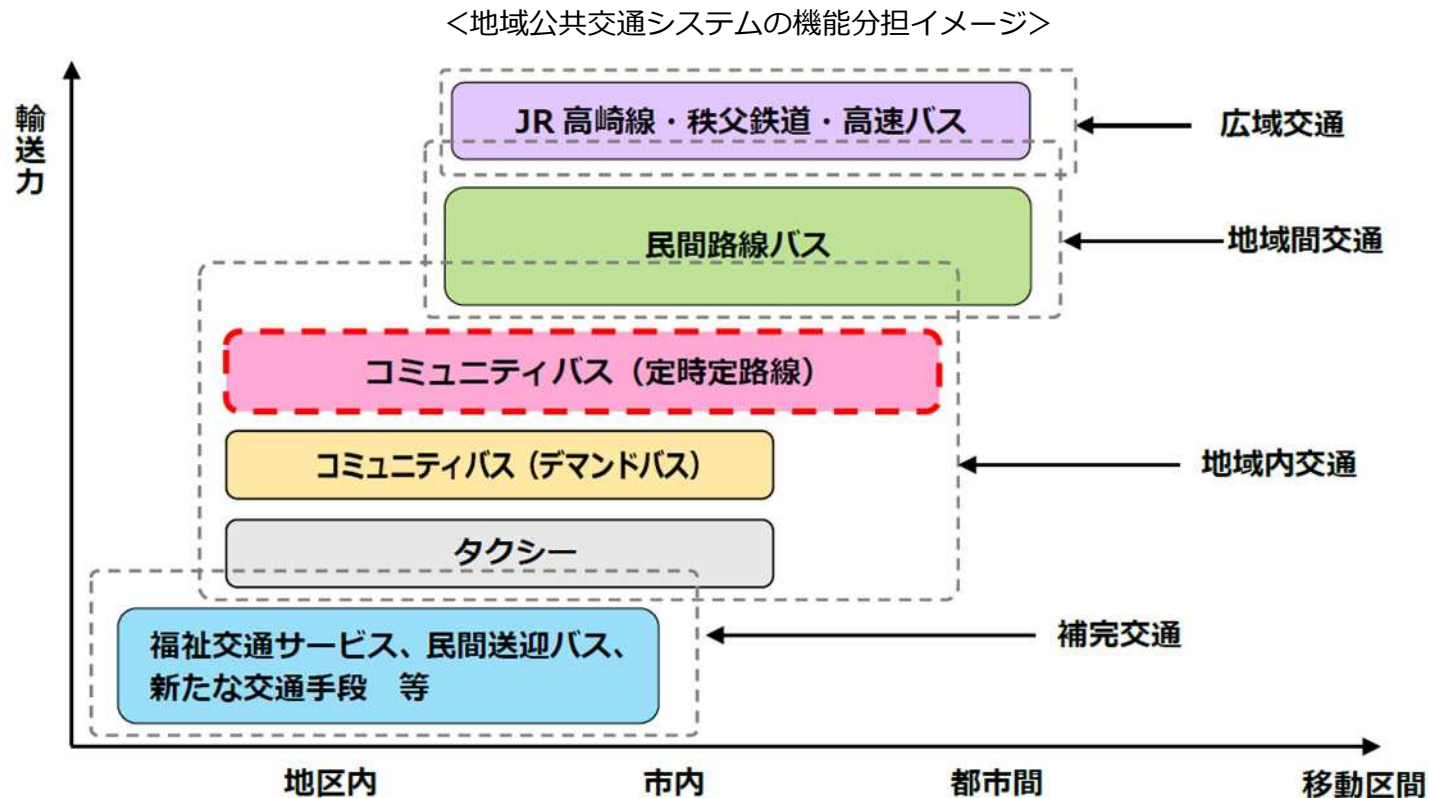 ＜地域公共交通システムの機能分担イメージ＞
輸送力
JR 高崎線・秩父鉄道・高速バス
広域交通
民間路線バス
地域間交通
コミュニティバス（定時定路線）
コミュニティバス（デマンドバス）
地域内交通
タクシー
福祉交通サービス、民間送迎バス、
新たな交通手段　等
補完交通
地区内
市内
都市間
移動区間